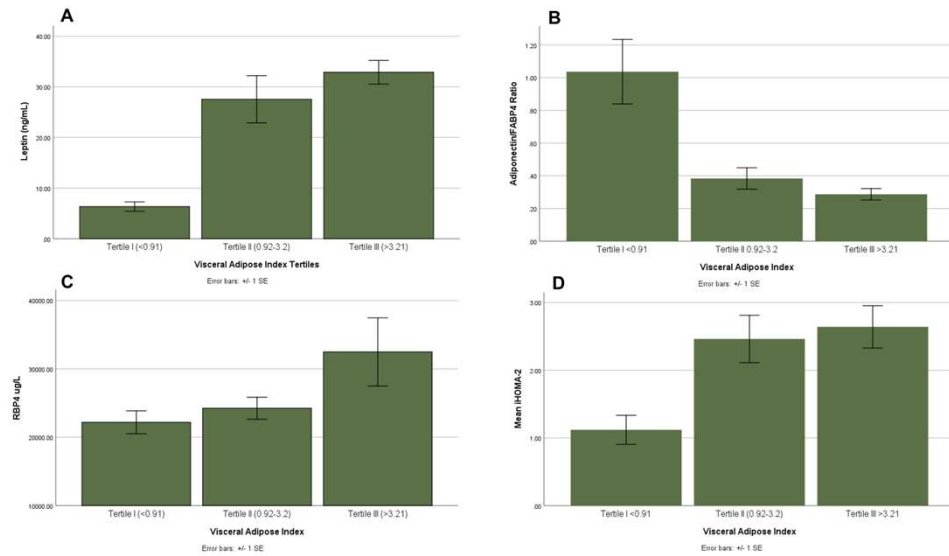 A
40.00
30.00
20.00
10.00
.00
Leptin (ng/mL)
Tertile I (<0.91)
Tertile II (0.92-3.2)
Tertile III (>3.21)
Visceral Adipose Index Tertiles
Error bars: +/- 1 SE
B
1.20
1.00
.80
.60
.40
.20
.00
Adiponectin/FABP4 Ratio
Tertile I <0.91
Tertile II 0.92-3.2
Tertile III >3.21
Visceral Adipose Index
Error bars: +/- 1 SE
C
40000.00
30000.00
20000.00
10000.00
RBP4 ug/L
Tertile I (<0.91)
Tertile II (0.92-3.2)
Tertile III (>3.21)
Visceral Adipose Index
Error bars: +/- 1 SE
D
3.00
2.00
1.00
.00
Mean iHOMA-2
Tertile I <0.91
Tertile II (0.92-3.2)
Tertile III >3.21
Visceral Adipose Index
Error bars: +/- 1 SE